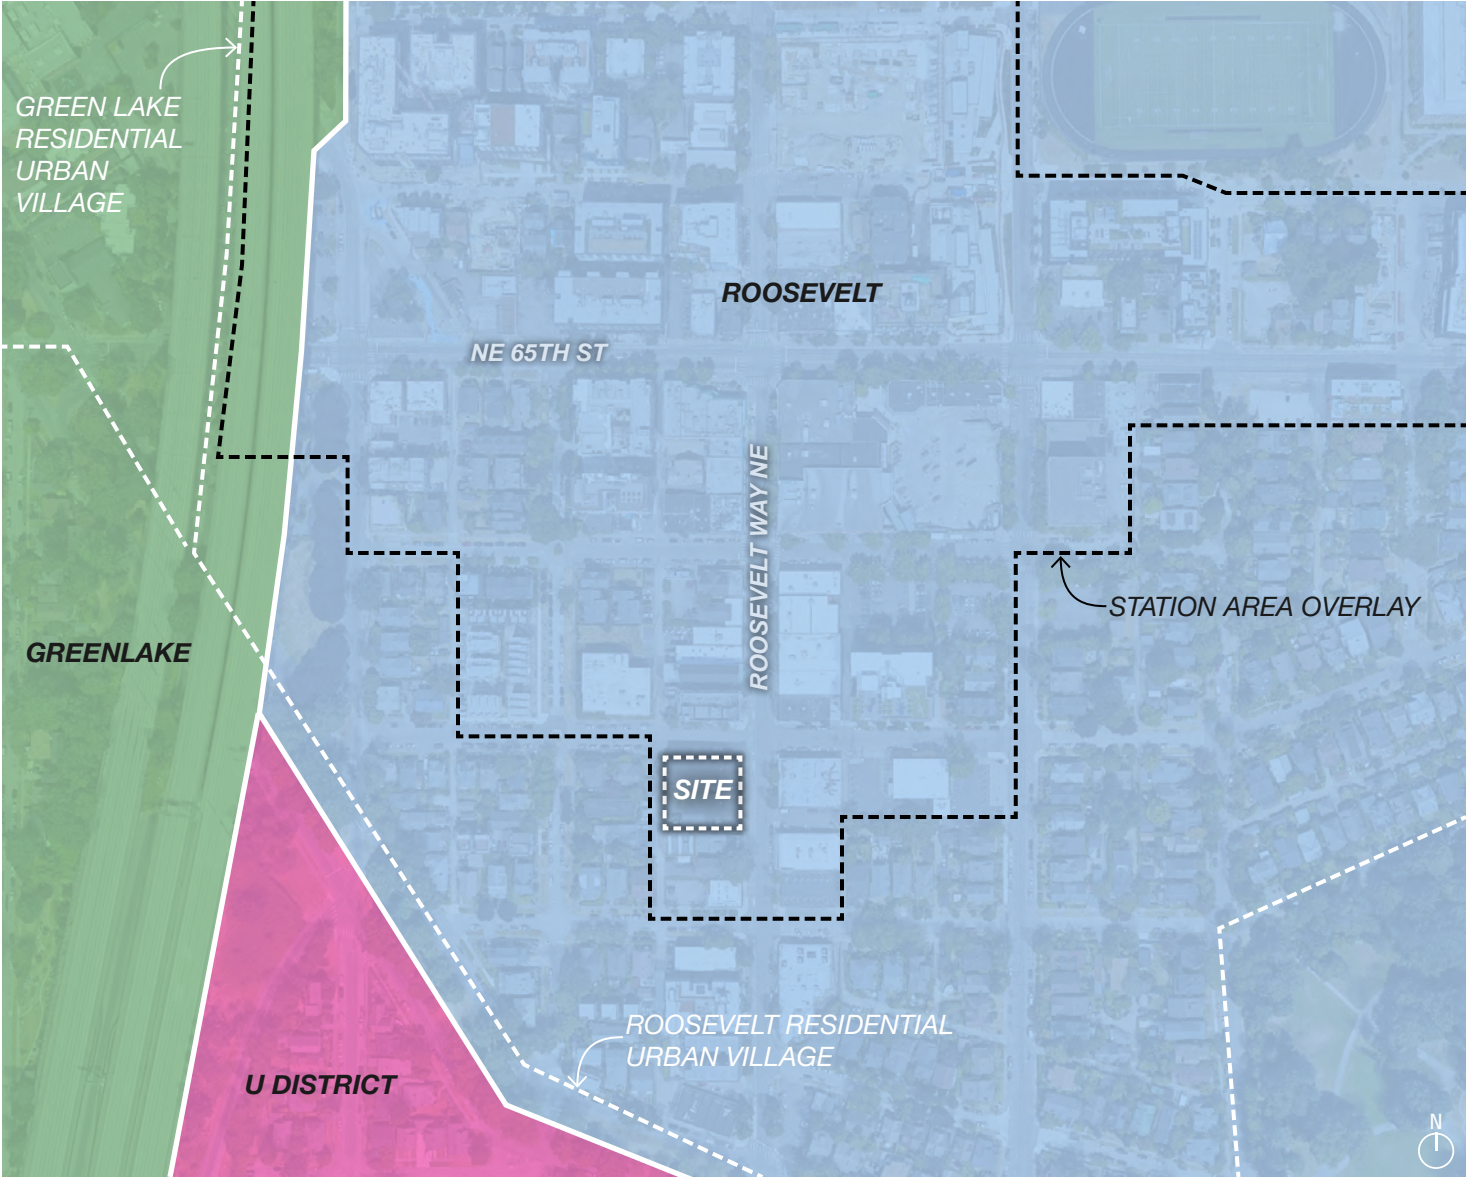 GREEN LAKE
RESIDENTIAL
URBAN
VILLAGE
ROOSEVELT
NE 65TH ST
ROOSEVELT WAY NE
STATION AREA OVERLAY
GREENLAKE
SITE
ROOSEVELT RESIDENTIAL
URBAN VILLAGE
U DISTRICT
N